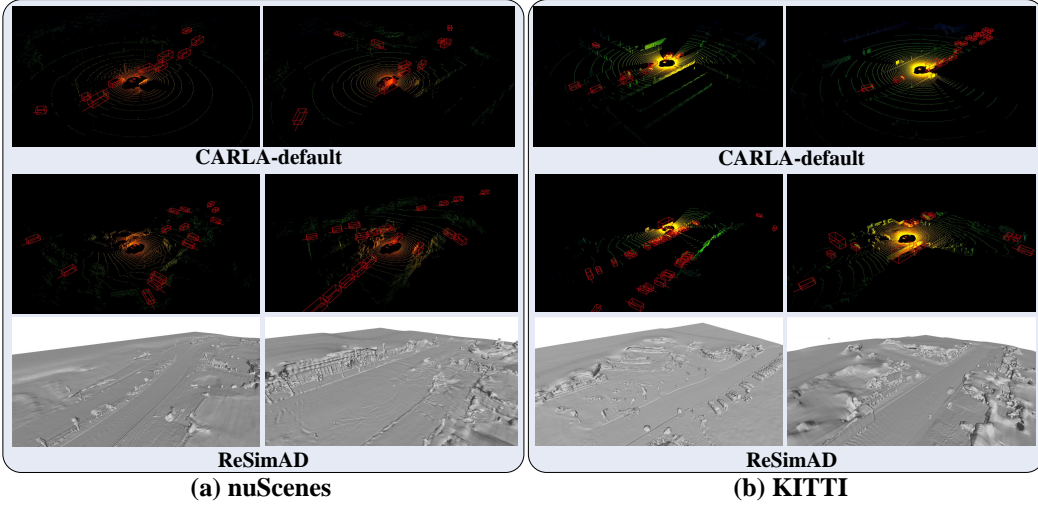 CARLA-default
CARLA-default
ReSimAD
ReSimAD
(a) nuScenes
(b) KITTI